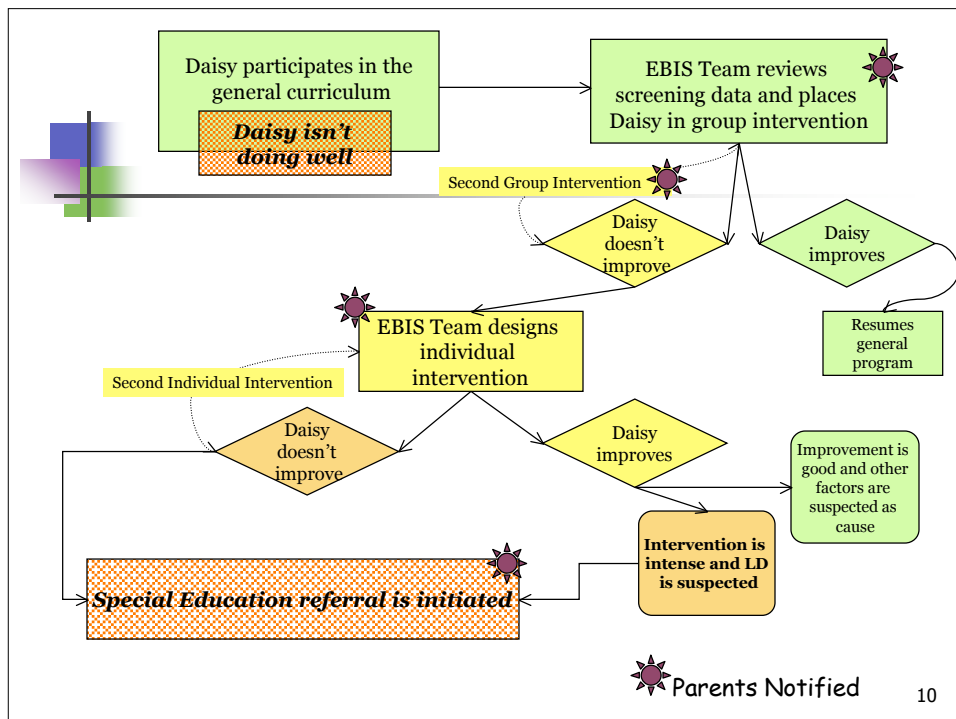 Daisy participates in the
general curriculum
Daisy isn't
doing well
EBIS Team reviews
screening data and places
Daisy in group intervention
Second Group Intervention
Daisy
doesn't
improve
Daisy
improves
Resumes
general
program
EBIS Team designs
individual
intervention
Second Individual Intervention
Daisy
doesn't
improve
Daisy
improves
Improvement is
good and other
factors are
suspected as
cause
Intervention is
intense and LD
is suspected
Special Education referral is initiated
Parents Notified
10